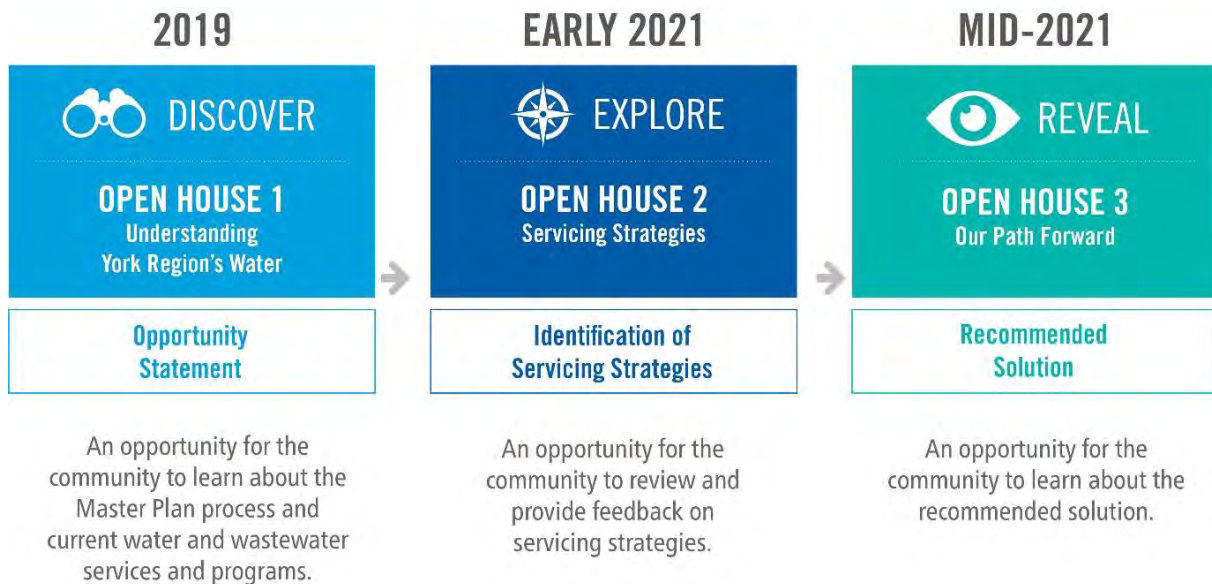 2019
DISCOVER
OPEN HOUSE 1
Understanding
York Region's Water
Opportunity
Statement
An opportunity for the
community to learn about the
Master Plan process and
current water and wastewater
services and programs.
EARLY 2021
EXPLORE
OPEN HOUSE 2
Servicing Strategies
Identification of
Servicing Strategies
An opportunity for the
community to review and
provide feedback on
servicing strategies.
MID-2021
REVEAL
OPEN HOUSE 3
Our Path Forward
Recommended
Solution
An opportunity for the
community to learn about the
recommended solution.